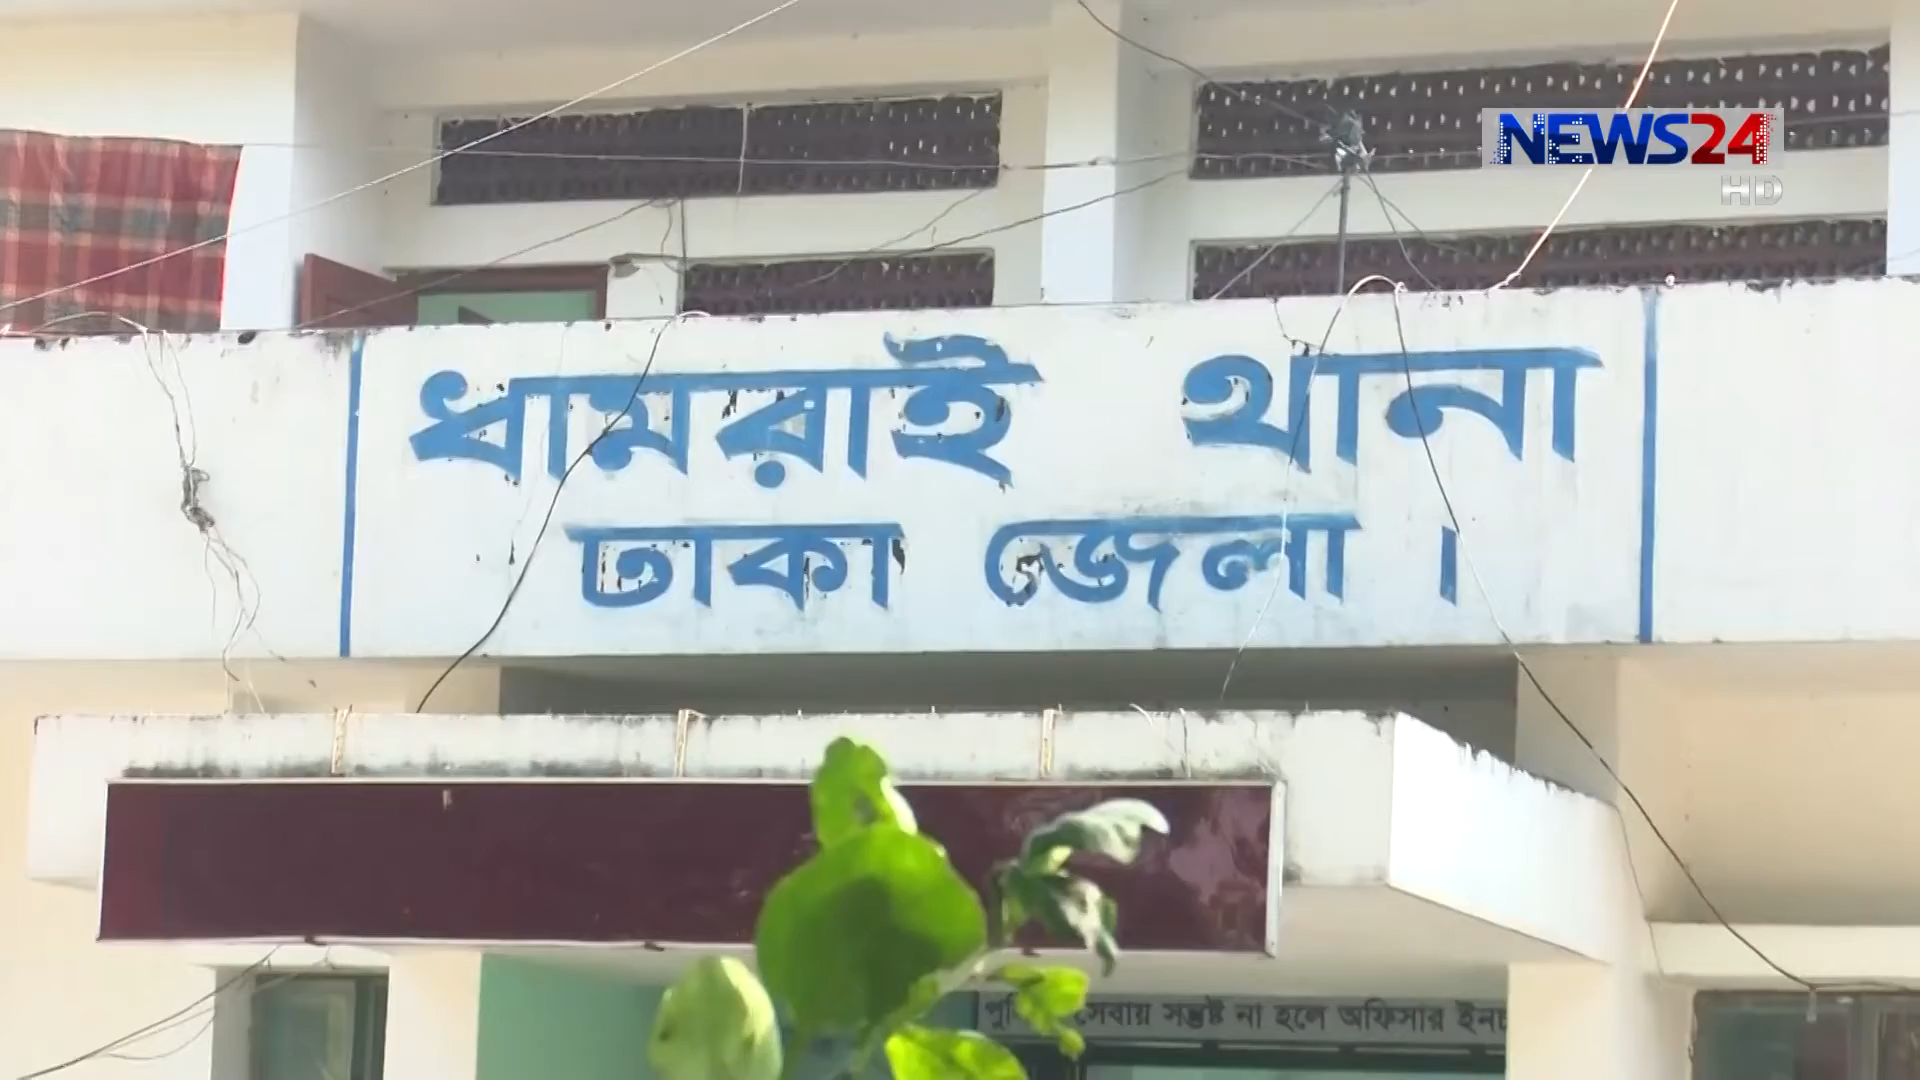 NEWS24
HD
ধামরাই থানা
ঢাকা জেলা ।
সেবায় সন্তুষ্ট না হলে অফিসার